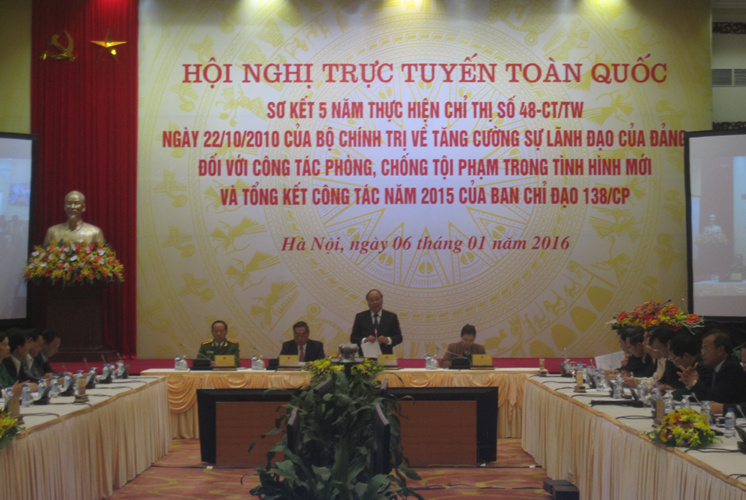 HỘI NGHỊ TRỰC TUYẾN TOÀN QUỐC
SƠ KẾT 5 NĂM THỰC HIỆN CHỈ THỊ SỐ 48-CT/TW
NGÀY 22/10/2010 CỦA BỘ CHÍNH TRỊ VỀ TĂNG CƯỜNG SỰ LÃNH ĐẠO CỦA ĐẢNG
ĐỐI VỚI CÔNG TÁC PHÒNG, CHỐNG TỘI PHẠM TRONG TÌNH HÌNH MỚI
VÀ TỔNG KẾT CÔNG TÁC NĂM 2015 CỦA BAN CHỈ ĐẠO 138/CP
Hà Nội, ngày 06 tháng 01 năm 2016